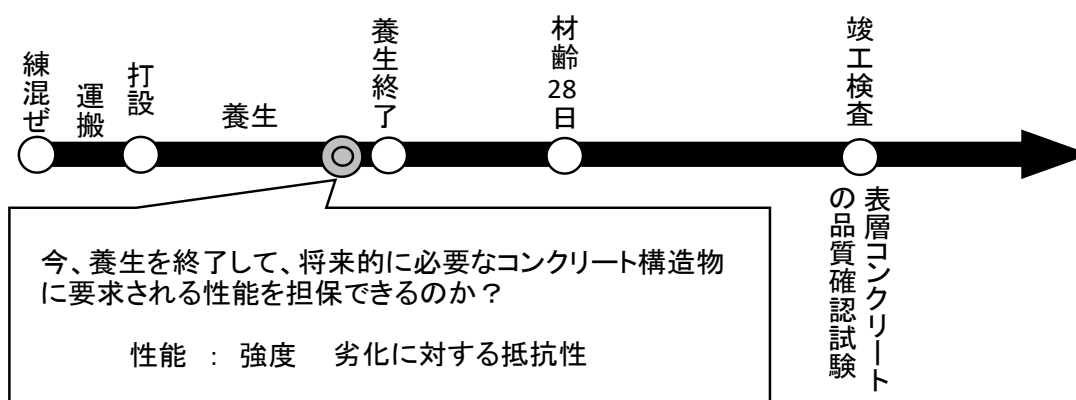 練混ぜ
運搬
打設
養生
養生終了
材齢28日
竣工検査
表層コンクリート
の品質確認試験
今、養生を終了して、将来的に必要なコンクリート構造物
に要求される性能を担保できるのか？
性能 ： 強度 劣化に対する抵抗性